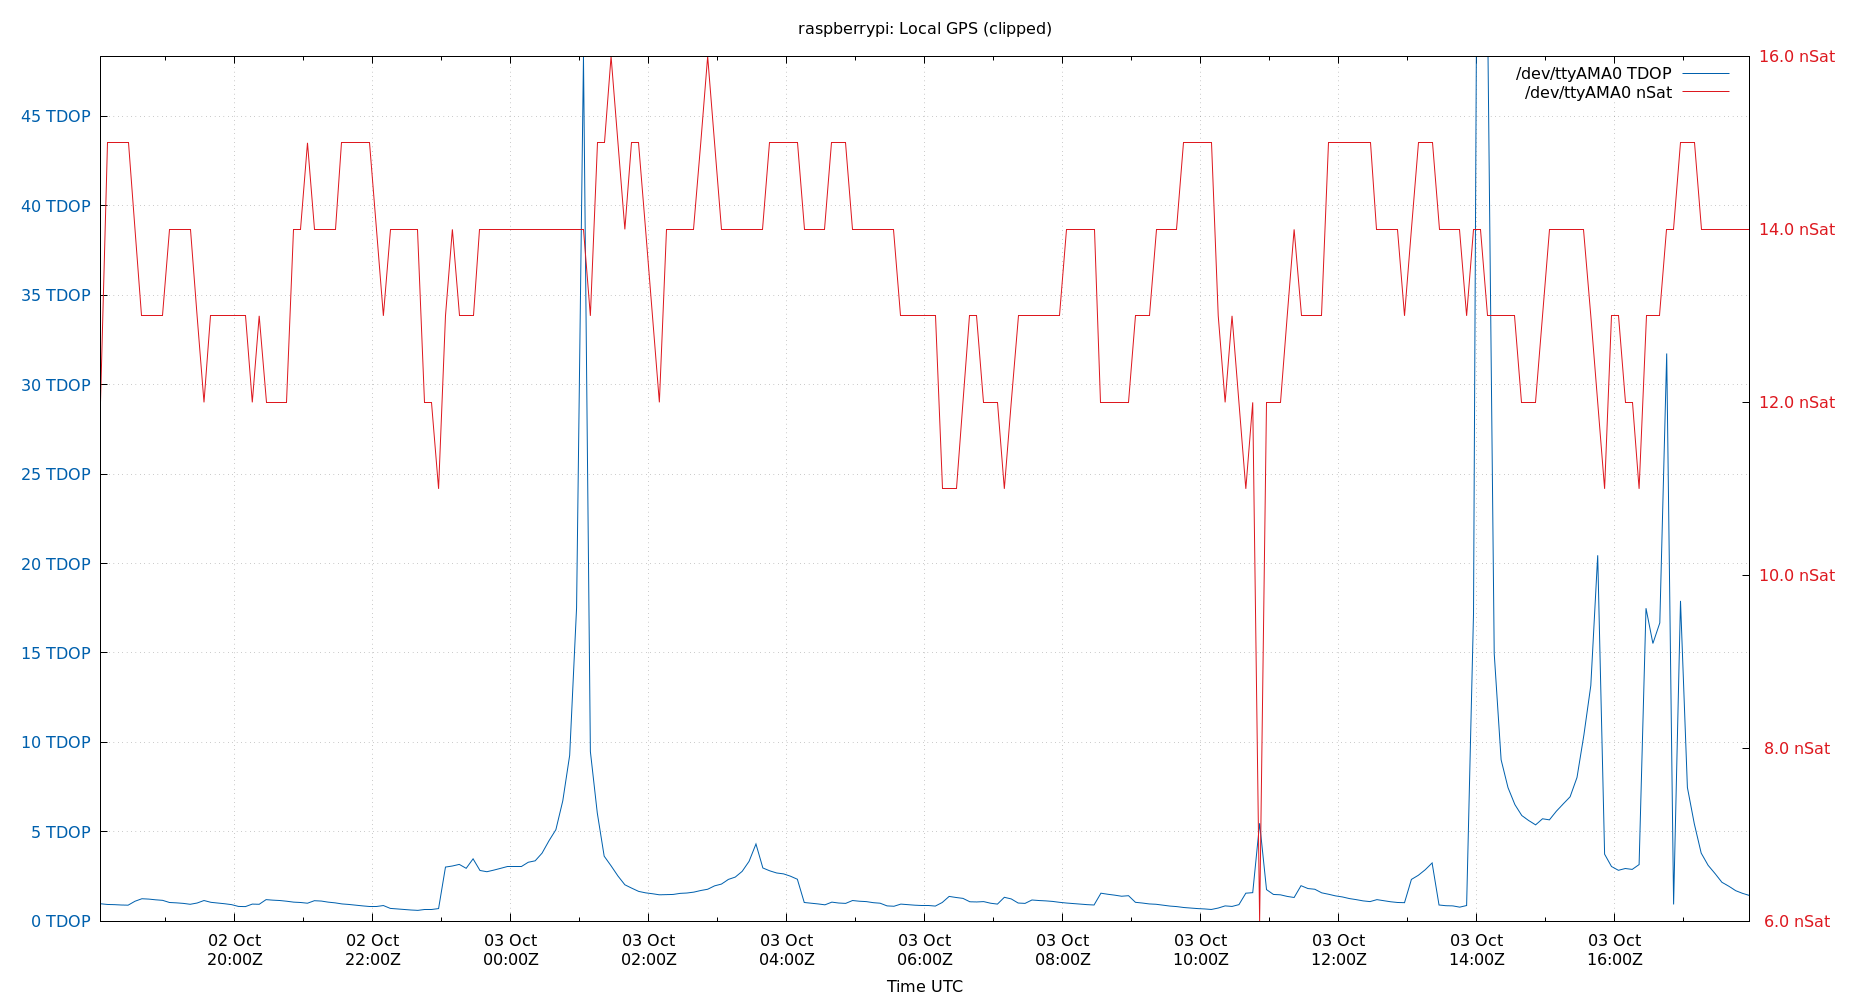 raspberrypi: Local GPS (clipped)
/dev/ttyAMA0 TDOP
/dev/ttyAMA0 nSat
45 TDOP
40 TDOP
35 TDOP
30 TDOP
25 TDOP
20 TDOP
15 TDOP
10 TDOP
5 TDOP
0 TDOP
16.0 nSat
14.0 nSat
12.0 nSat
10.0 nSat
8.0 nSat
6.0 nSat
02 Oct 02 Oct 03 Oct 03 Oct 03 Oct 03 Oct 03 Oct 03 Oct 03 Oct 03 Oct 03 Oct
20:00Z 22:00Z 00:00Z 02:00Z 04:00Z 06:00Z 08:00Z 10:00Z 12:00Z 14:00Z 16:00Z
Time UTC